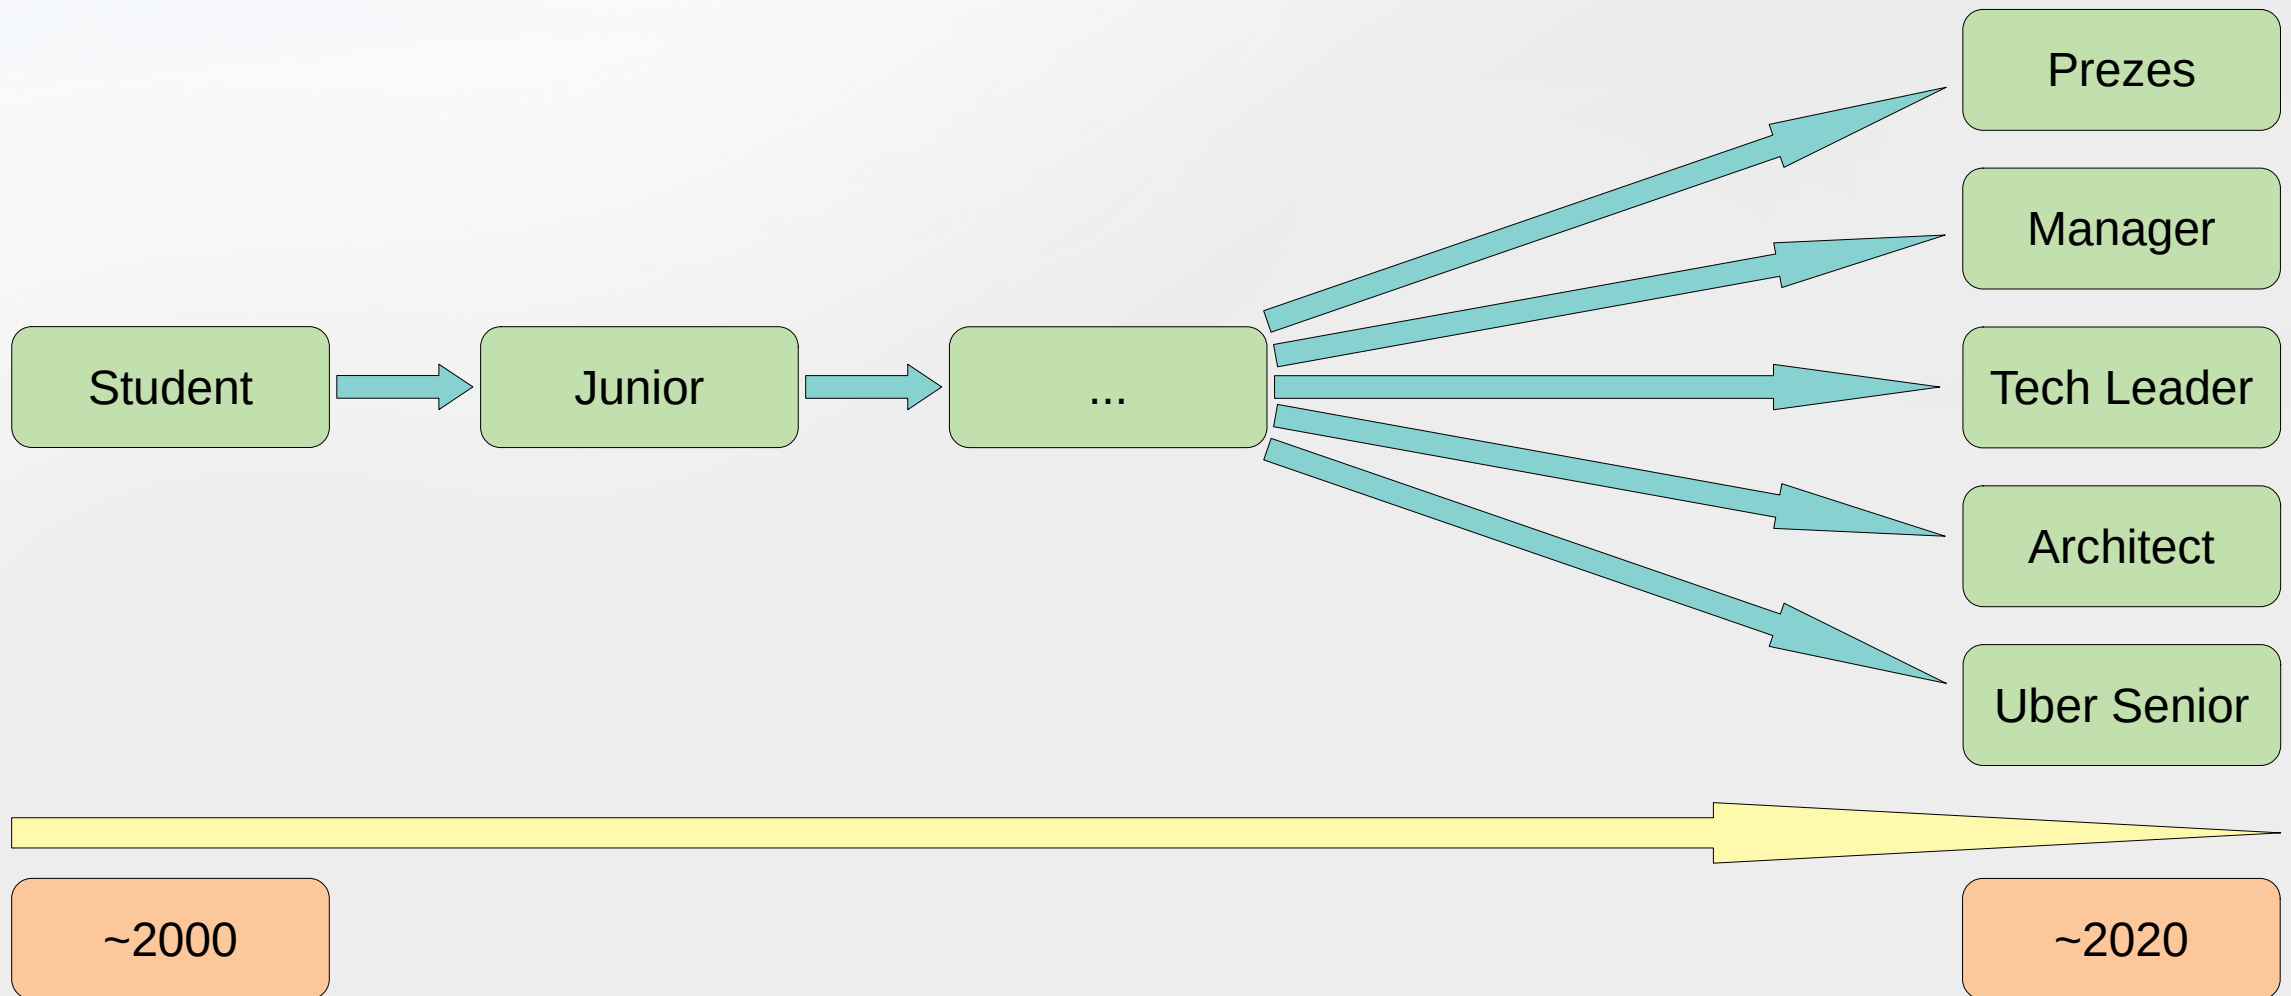 Prezes
Manager
Student
Junior
...
Tech Leader
Architect
Uber Senior
~2000
~2020